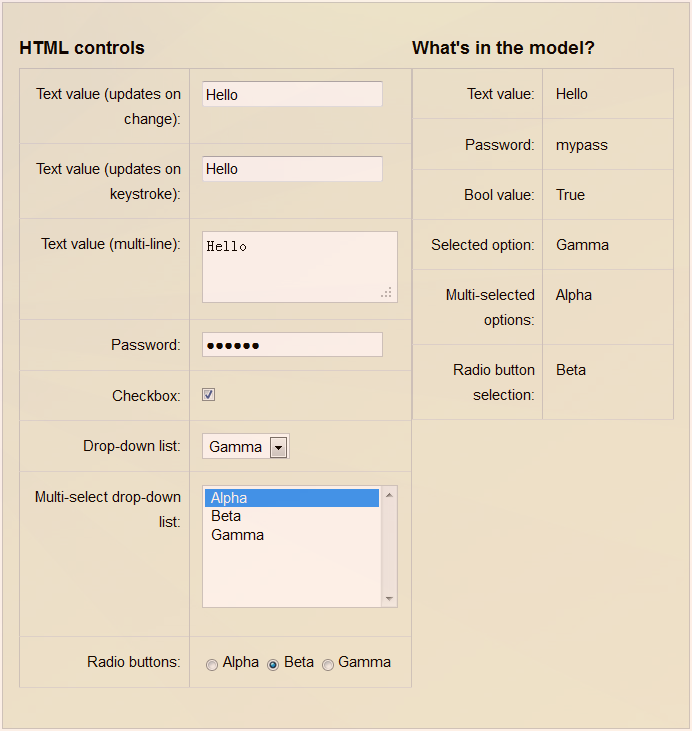 HTML controls
Text value (updates on
change):
Hello
Text value (updates on
keystroke):
Hello
Text value (multi-line):
Hello
Password:
●●●●●●
Checkbox:
Drop-down list:
Gamma
Multi-select drop-down
list:
Alpha
Beta
Gamma
Radio buttons:
Alpha Beta Gamma
What's in the model?
Text value:
Hello
Password:
mypass
Bool value:
True
Selected option:
Gamma
Multi-selected
options:
Alpha
Radio button
selection:
Beta